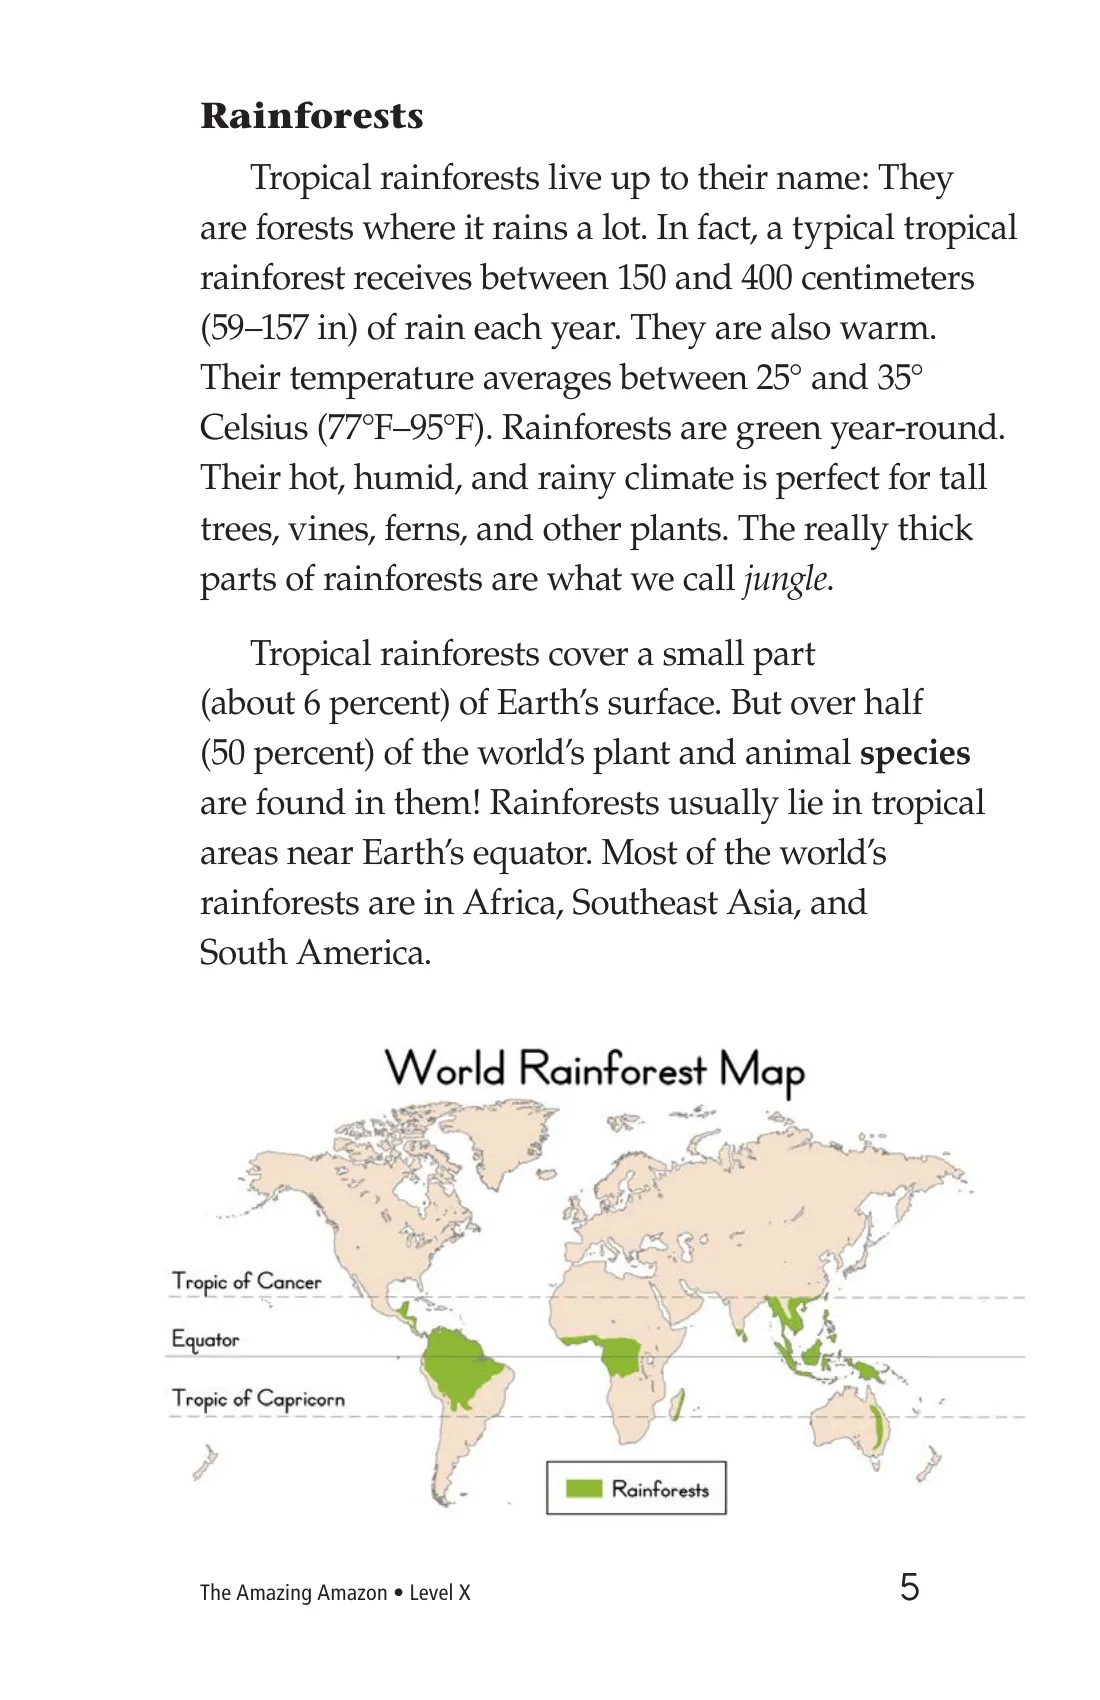 Rainforests
Tropical rainforests live up to their name: They
are forests where it rains a lot. In fact, a typical tropical
rainforest receives between 150 and 400 centimeters
(59–157 in) of rain each year. They are also warm.
Their temperature averages between 25° and 35°
Celsius (77°F–95°F). Rainforests are green year-round.
Their hot, humid, and rainy climate is perfect for tall
trees, vines, ferns, and other plants. The really thick
parts of rainforests are what we call jungle.
Tropical rainforests cover a small part
(about 6 percent) of Earth’s surface. But over half
(50 percent) of the world’s plant and animal species
are found in them! Rainforests usually lie in tropical
areas near Earth’s equator. Most of the world’s
rainforests are in Africa, Southeast Asia, and
South America.
World Rainforest Map
Tropic of Cancer
Equator
Tropic of Capricorn
Rainforests
The Amazing Amazon • Level X
5